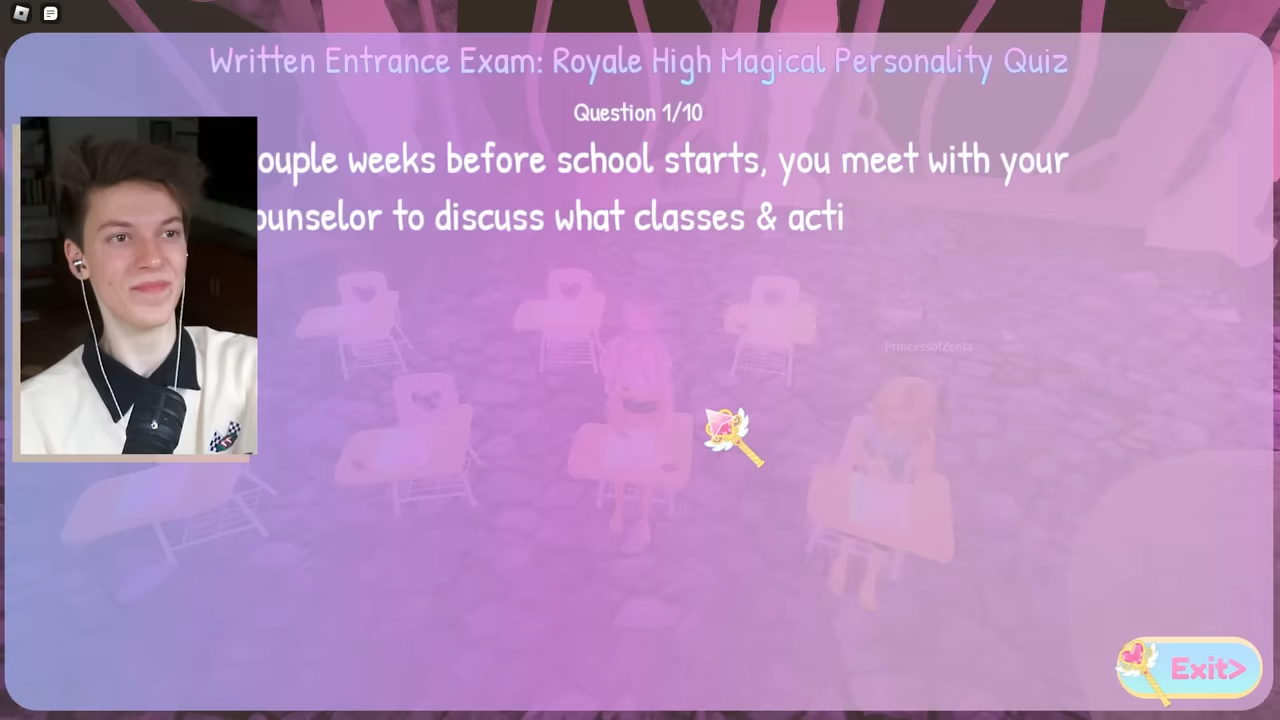 Written Entrance Exam: Royale High Magical Personality Quiz
Question 1/10
ouple weeks before school starts, you meet with your
ounselor to discuss what classes & acti
PrincessofZenia
Exit>